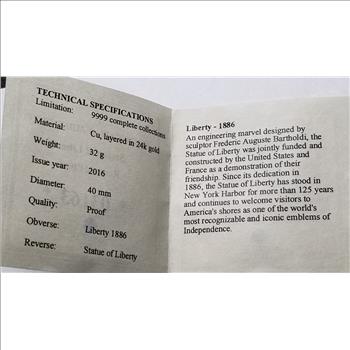 TECHNICAL SPECIFICATIONS
Limitation: 9999 complete collections
Material: Cu, layered in 24k gold
Weight: 32 g
Issue year: 2016
Diameter: 40 mm
Quality: Proof
Obverse: Liberty 1886
Reverse: Statue of Liberty
Liberty - 1886
An engineering marvel designed by
sculptor Frederic Auguste Bartholdi, the
Statue of Liberty was jointly funded and
constructed by the United States and
France as a demonstration of their
friendship. Since its dedication in
1886, the Statue of Liberty has stood in
New York Harbor for more than 125 years
and continues to welcome visitors to
America's shores as one of the world's
most recognizable and iconic emblems of
Independence.